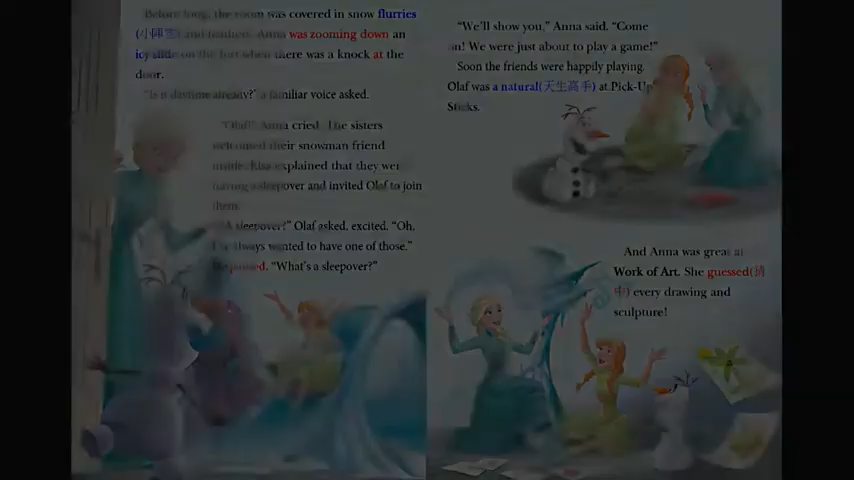 Before long, the room was covered in snow flurries
(小陣雪) and Anna was zooming down an
icy slide on the fort when there was a knock at the
door.
"Is it daytime already?" a familiar voice asked.
"Olaf!" Anna cried. The sisters
welcomed their snowman friend
inside. Elsa explained that they were
having a sleepover and invited Olaf to join
them.
"A sleepover?" Olaf asked, excited. "Oh,
I've always wanted to have one of those."
He paused. "What's a sleepover?"
"We'll show you," Anna said. "Come
on! We were just about to play a game!"
Soon the friends were happily playing.
Olaf was a natural(天生高手) at Pick-Up
Sticks.
And Anna was great at
Work of Art. She guessed(猜
中) every drawing and
sculpture!